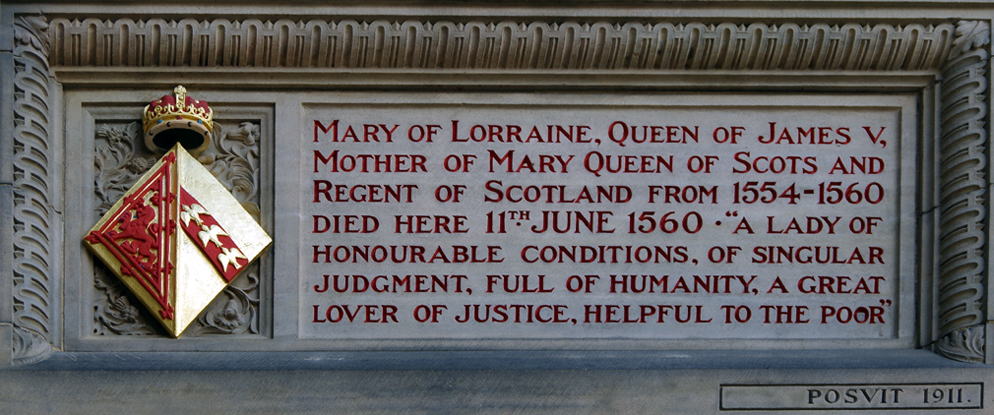 MARY OF LORRAINE, QUEEN OF JAMES V,
MOTHER OF MARY QUEEN OF SCOTS AND
REGENT OF SCOTLAND FROM 1554-1560
DIED HERE 11TH JUNE 1560 · "A LADY OF
HONOURABLE CONDITIONS, OF SINGULAR
JUDGMENT, FULL OF HUMANITY, A GREAT
LOVER OF JUSTICE, HELPFUL TO THE POOR"
POSVIT 1911.